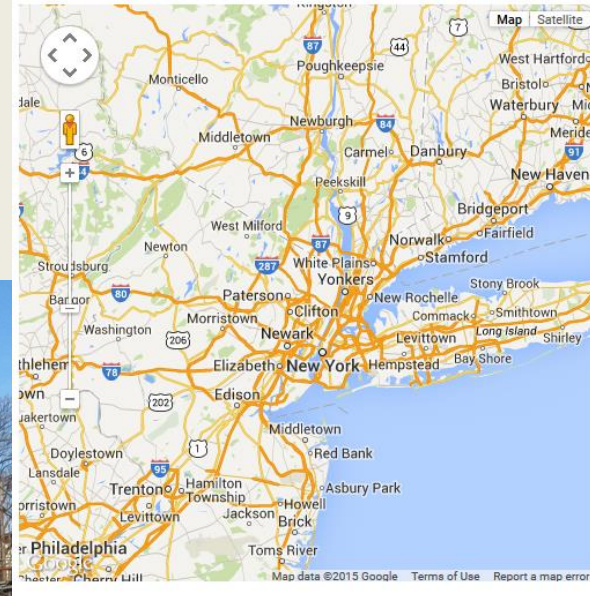 Kingston
Map Satellite
87
44
7
Poughkeepsie
West Hartford
Monticello
Bristol
Waterbury
Newburgh
84
Middletown
6
Carmel
Danbury
91
Peekskill
New Haven
9
Bridgeport
West Milford
Fairfield
Newton
87
Norwalk
287
White Plains
Stamford
Stroudsburg
Yonkers
Stony Brook
80
Paterson
New Rochelle
Clifton
Commack
Smithtown
Morristown
Washington
206
Newark
Levittown
Long Island
Shirley
78
Elizabeth
New York
Hempstead
Bay Shore
202
Edison
Middletown
1
Red Bank
Doylestown
95
Lansdale
Trenton
Hamilton
Township
Asbury Park
Levittown
Jackson
Howell
Brick
Philadelphia
Toms River
Google
Cherry Hill
Map data ©2015 Google Terms of Use Report a map error